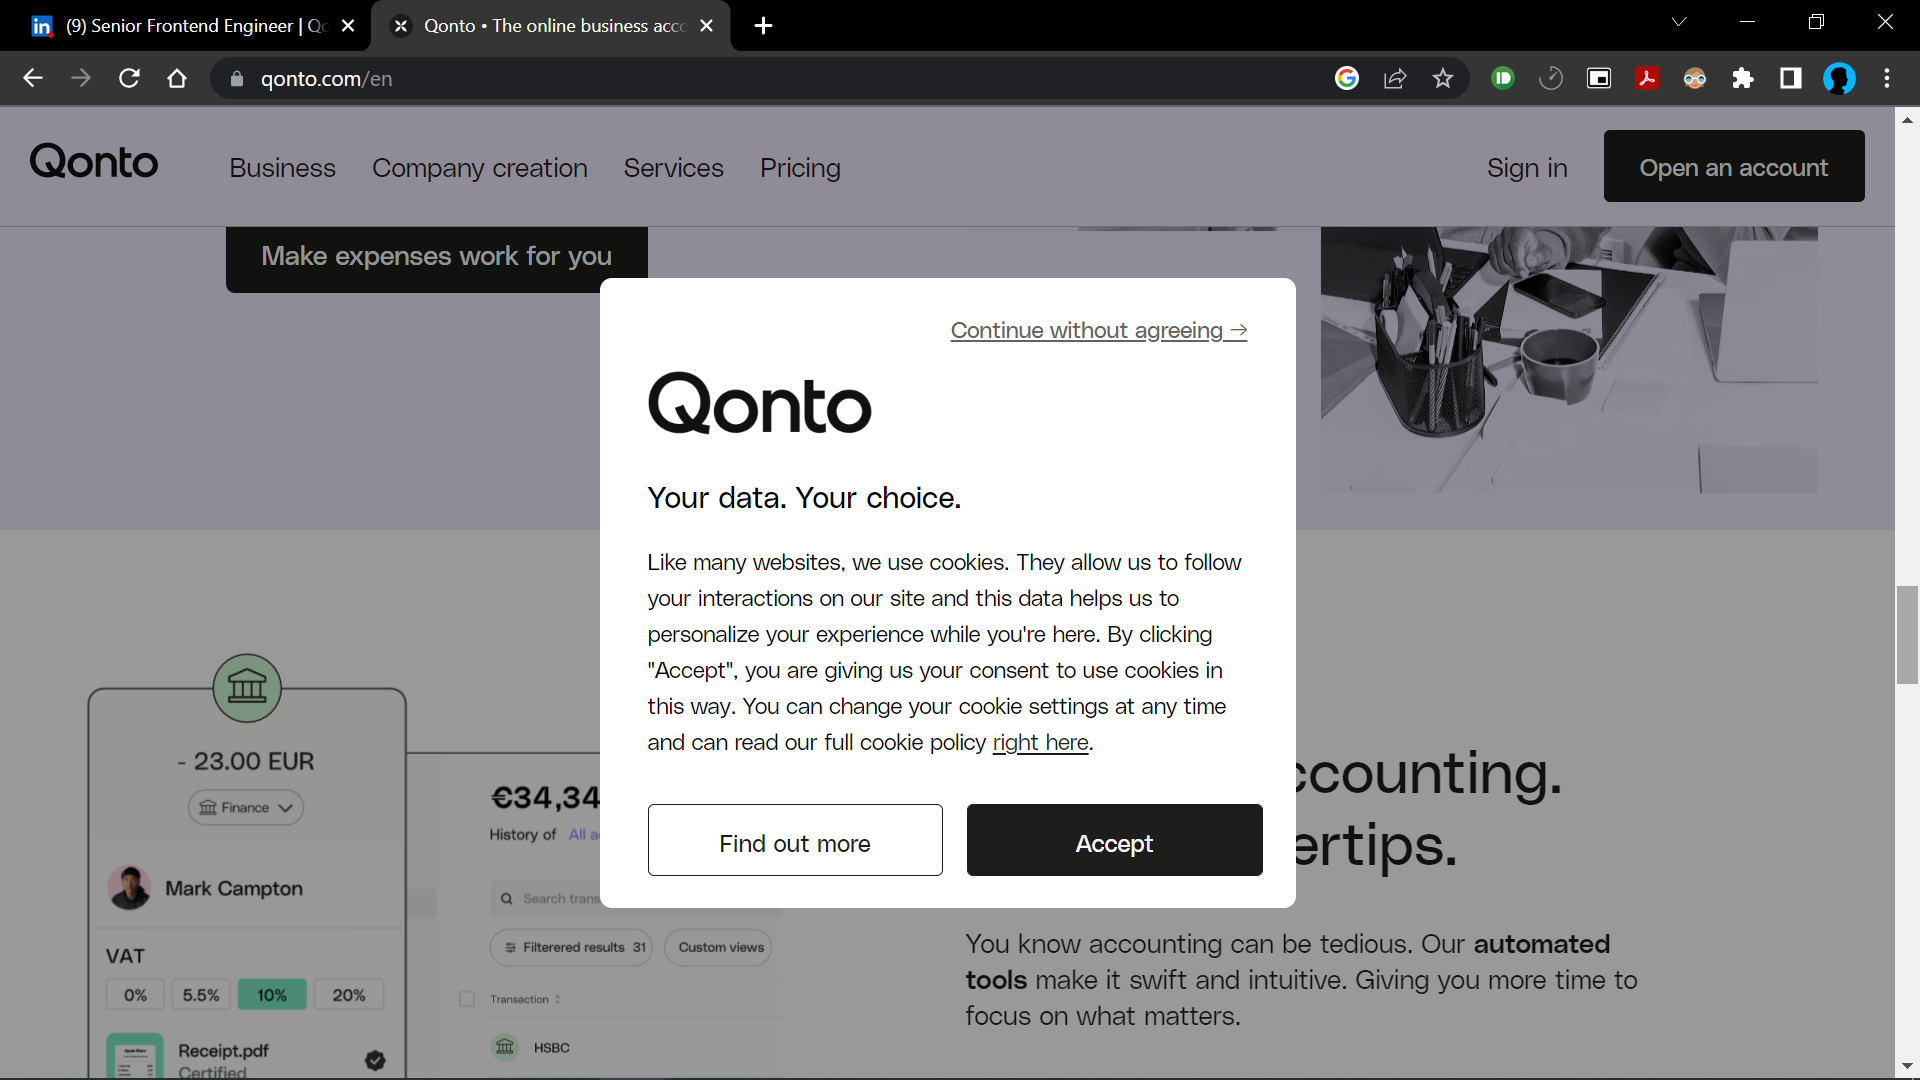 (9) Senior Frontend Engineer | Qo
Qonto • The online business acco
qonto.com/en
Qonto
Business
Company creation
Services
Pricing
Sign in
Open an account
Make expenses work for you
Continue without agreeing →
Qonto
Your data. Your choice.
Like many websites, we use cookies. They allow us to follow
your interactions on our site and this data helps us to
personalize your experience while you're here. By clicking
"Accept", you are giving us your consent to use cookies in
this way. You can change your cookie settings at any time
and can read our full cookie policy right here.
Find out more
Accept
- 23.00 EUR
Finance
Mark Campton
VAT
0%
5.5%
10%
20%
Receipt.pdf
Certified
€34,34
History of All a
Search trans
Filterered results 31
Custom views
Transaction
HSBC
ccounting.
ertips.
You know accounting can be tedious. Our automated
tools make it swift and intuitive. Giving you more time to
focus on what matters.